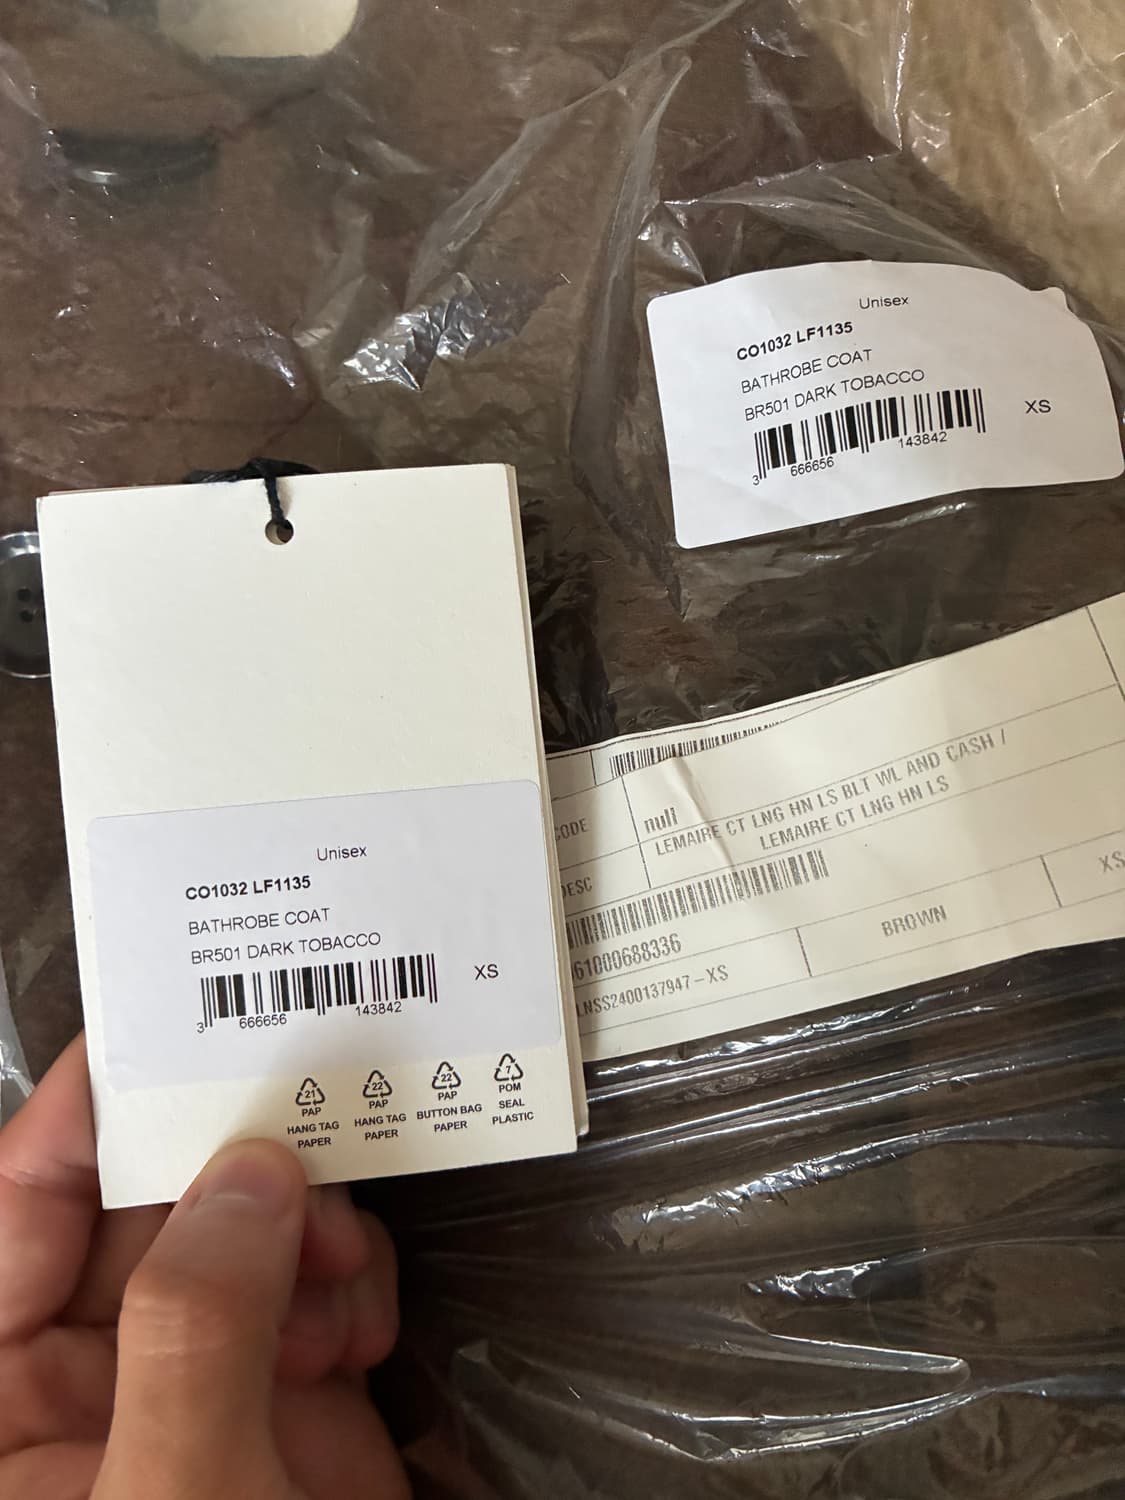 Unisex
CO1032 LF1135
BATHROBE COAT
BR501 DARK TOBACCO
XS
3 666656 143842
Unisex
CO1032 LF1135
BATHROBE COAT
BR501 DARK TOBACCO
XS
3 666656 143842
21 22 22 7
PAP PAP PAP POM
HANG TAG HANG TAG BUTTON BAG SEAL
PAPER PAPER PAPER PLASTIC
CODE null
DESC LEMAIRE CT LNG HN LS BLT WL AND CASH /
LEMAIRE CT LNG HN LS
61000688336
LNSS2400137947-XS BROWN XS